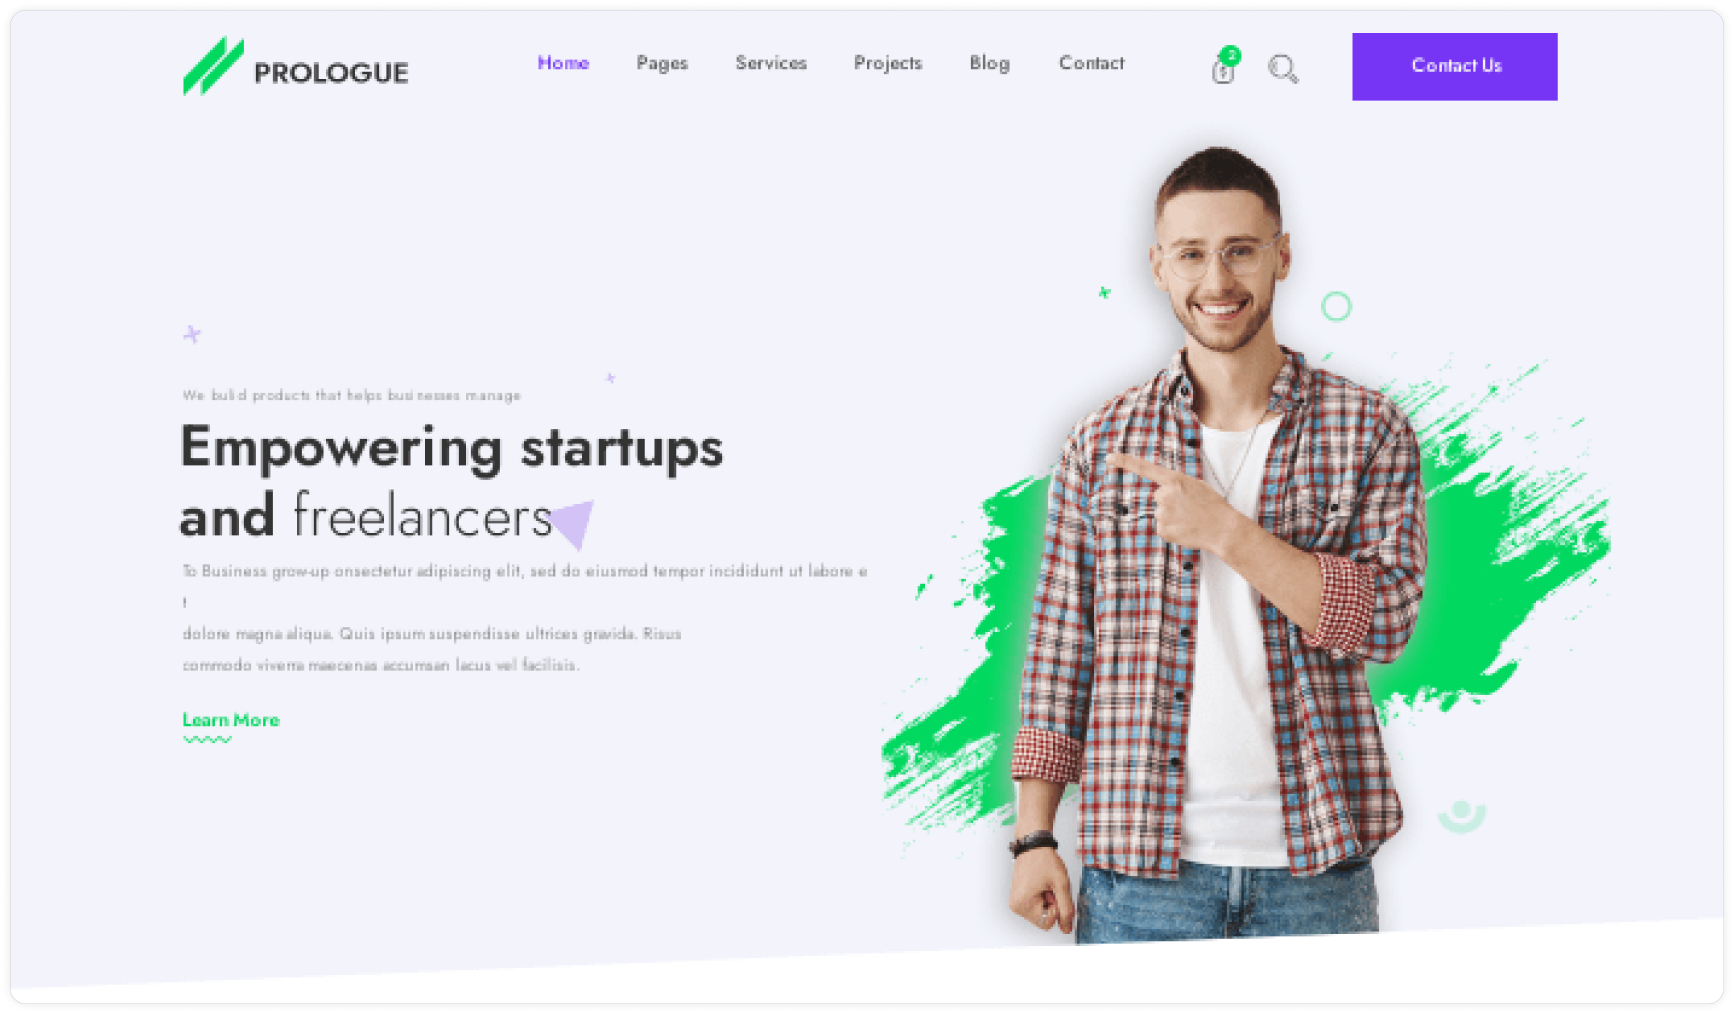 PROLOGUE
Home Pages Services Projects Blog Contact
2
Contact Us
We bulid products that helps businesses manage
Empowering startups
and freelancers
To Business grow-up onsectetur adipiscing elit, sed do eiusmod tempor incididunt ut labore e
t
dolore magna aliqua. Quis ipsum suspendisse ultrices gravida. Risus
commodo viverra maecenas accumsan lacus vel facilisis.
Learn More